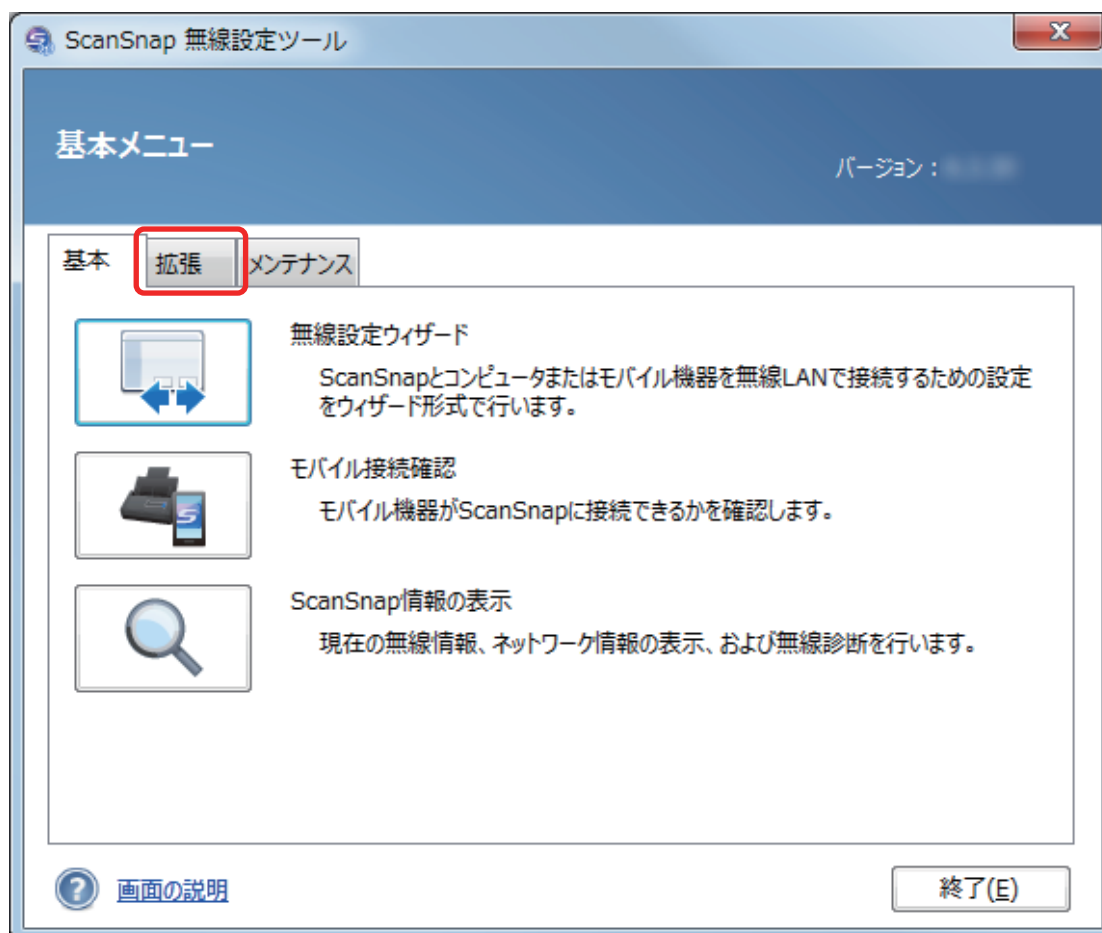 ScanSnap 無線設定ツール
基本メニュー
バージョン：
基本 拡張 メンテナンス
無線設定ウィザード
ScanSnapとコンピュータまたはモバイル機器を無線LANで接続するための設定
をウィザード形式で行います。
モバイル接続確認
モバイル機器がScanSnapに接続できるかを確認します。
ScanSnap情報の表示
現在の無線情報、ネットワーク情報の表示、および無線診断を行います。
画面の説明
終了(E)